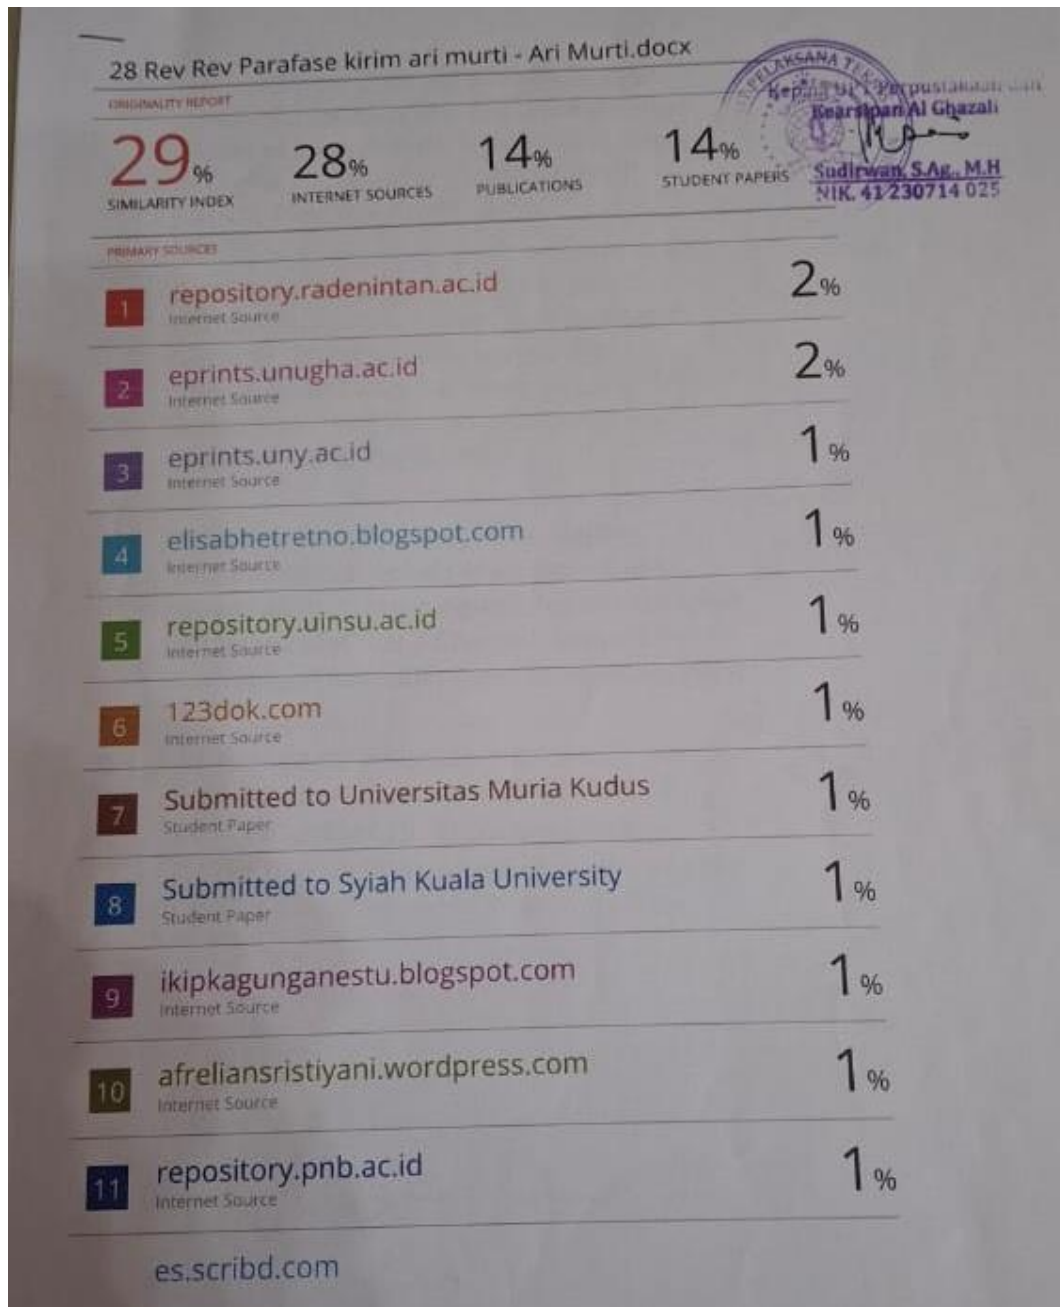 28 Rev Rev Parafase kirim ari murti - Ari Murti.docx
ORIGINALITY REPORT
29%
SIMILARITY INDEX
28%
INTERNET SOURCES
14%
PUBLICATIONS
14%
STUDENT PAPERS
PELAKSANA
Perpustakaan dan
Kearsipan Al Ghazali
Sudirwan, S.Ag., M.H
NIK. 41 230714 025
PRIMARY SOURCES
1
repository.radenintan.ac.id
Internet Source
2%
2
eprints.unugha.ac.id
Internet Source
2%
3
eprints.uny.ac.id
Internet Source
1%
4
elisabhetretno.blogspot.com
Internet Source
1%
5
repository.uinsu.ac.id
Internet Source
1%
6
123dok.com
Internet Source
1%
7
Submitted to Universitas Muria Kudus
Student Paper
1%
8
Submitted to Syiah Kuala University
Student Paper
1%
9
ikipkagunganestu.blogspot.com
Internet Source
1%
10
afreliansristiyani.wordpress.com
Internet Source
1%
11
repository.pnb.ac.id
Internet Source
1%
es.scribd.com